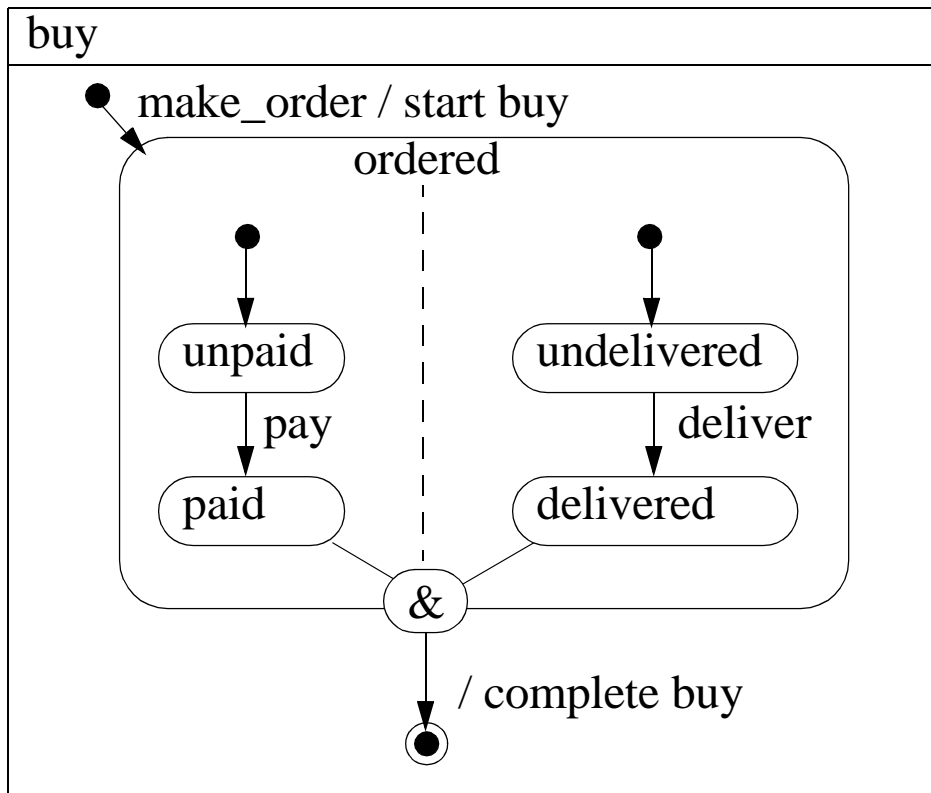 buy
make_order / start buy
ordered
unpaid
undelivered
pay
deliver
paid
delivered
&
/ complete buy